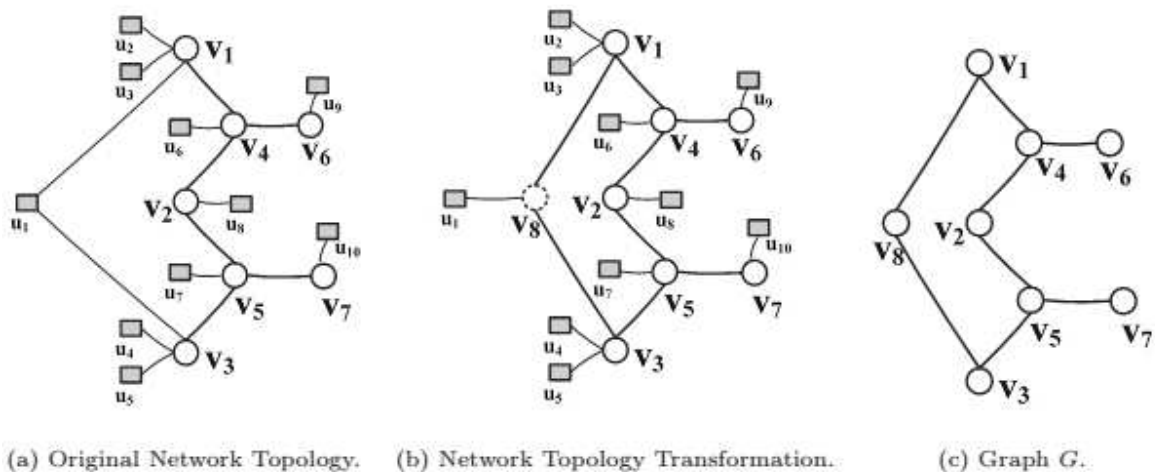 u₂
v₁
u₃
u₉
u₆
v₄
v₆
u₁
v₂
u₈
u₁₀
u₇
v₅
v₇
u₄
v₃
u₅
(a) Original Network Topology.
u₂
v₁
u₃
u₉
u₆
v₄
v₆
u₁
v₈
v₂
u₈
u₁₀
u₇
v₅
v₇
u₄
v₃
u₅
(b) Network Topology Transformation.
v₁
v₄
v₆
v₈
v₂
v₅
v₇
v₃
(c) Graph G.